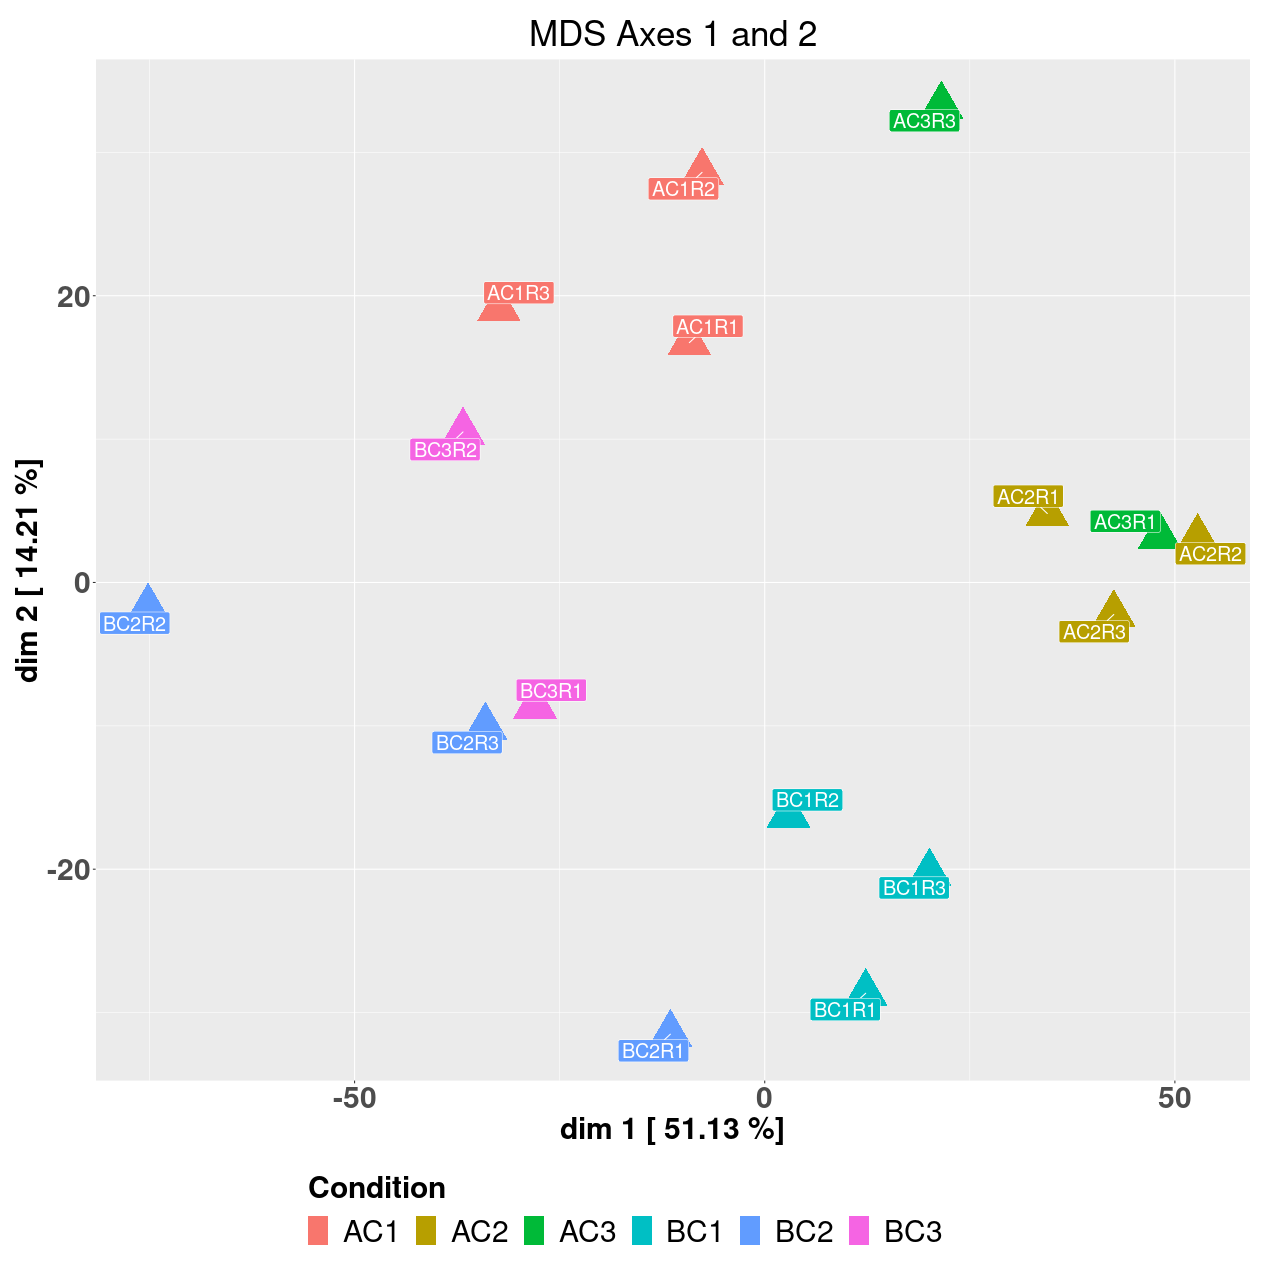 MDS Axes 1 and 2
AC3R3
AC1R2
AC1R3
20
AC1R1
BC3R2
AC2R1
AC3R1
AC2R2
0
BC2R2
AC2R3
BC3R1
BC2R3
BC1R2
-20
BC1R3
BC1R1
BC2R1
dim 2 [ 14.21 %]
-50 0 50
dim 1 [ 51.13 %]
Condition
AC1 AC2 AC3 BC1 BC2 BC3